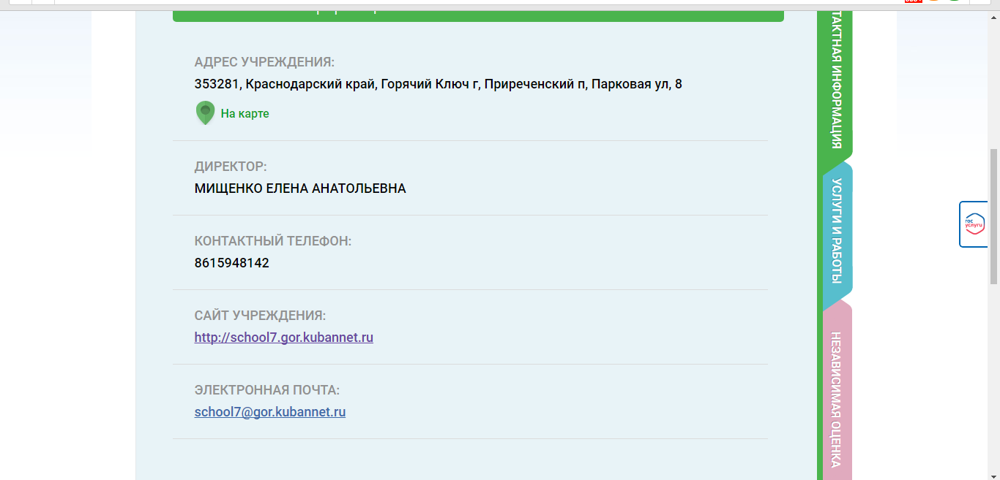 АДРЕС УЧРЕЖДЕНИЯ:
353281, Краснодарский край, Горячий Ключ г, Приреченский п, Парковая ул, 8
На карте
ДИРЕКТОР:
МИЩЕНКО ЕЛЕНА АНАТОЛЬЕВНА
КОНТАКТНЫЙ ТЕЛЕФОН:
8615948142
САЙТ УЧРЕЖДЕНИЯ:
http://school7.gor.kubannet.ru
ЭЛЕКТРОННАЯ ПОЧТА:
school7@gor.kubannet.ru
ТАКТНАЯ ИНФОРМАЦИЯ
УСЛУГИ И РАБОТЫ
НЕЗАВИСИМАЯ ОЦЕНКА
гос
услуги